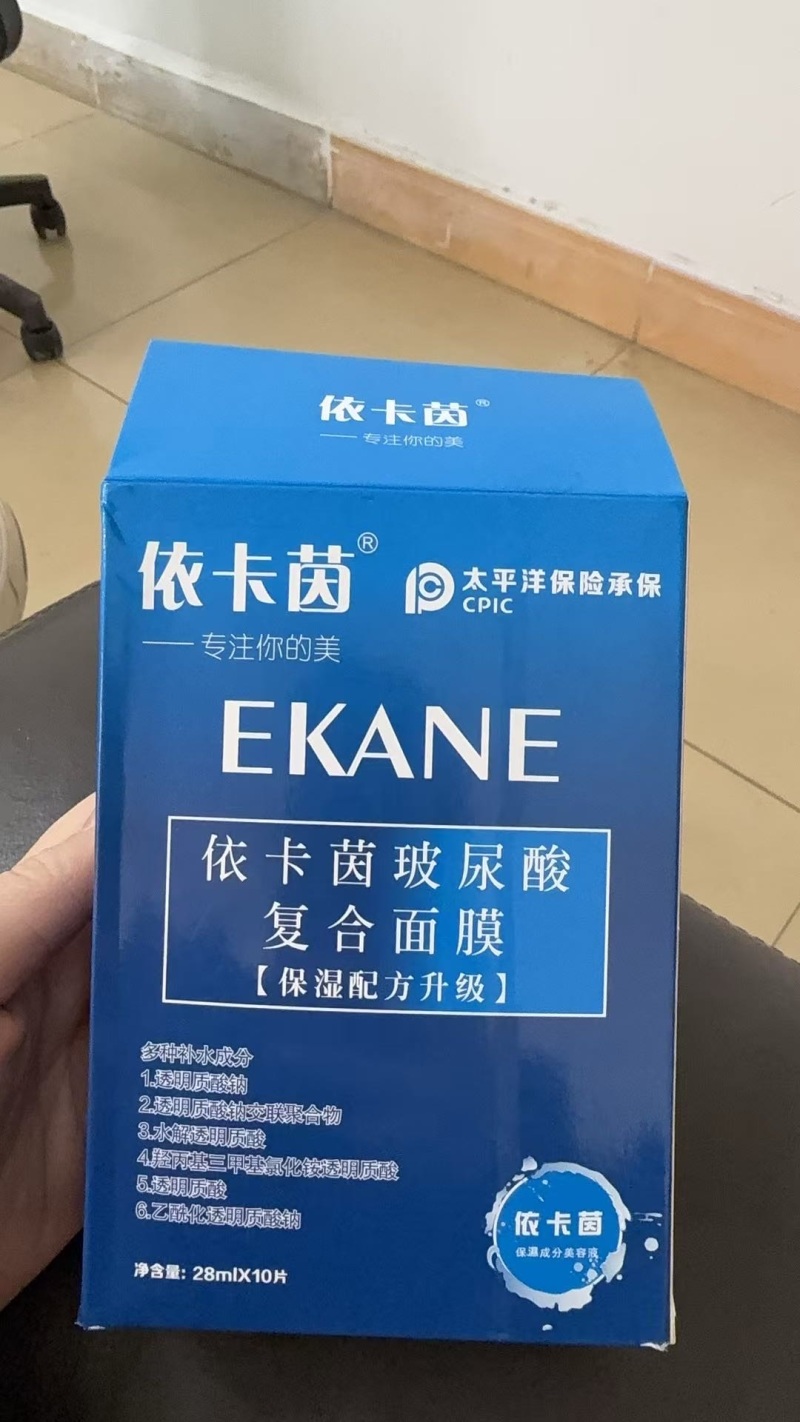 依卡茵®
—— 专注你的美
依卡茵®
—— 专注你的美
太平洋保险承保
CPIC
EKANE
依卡茵玻尿酸
复合面膜
【保湿配方升级】
多种补水成分
1.透明质酸钠
2.透明质酸钠交联聚合物
3.水解透明质酸
4.羟丙基三甲基氯化铵透明质酸
5.透明质酸
6.乙酰化透明质酸钠
净含量：28mlX10片
依卡茵
保濕成分美容液